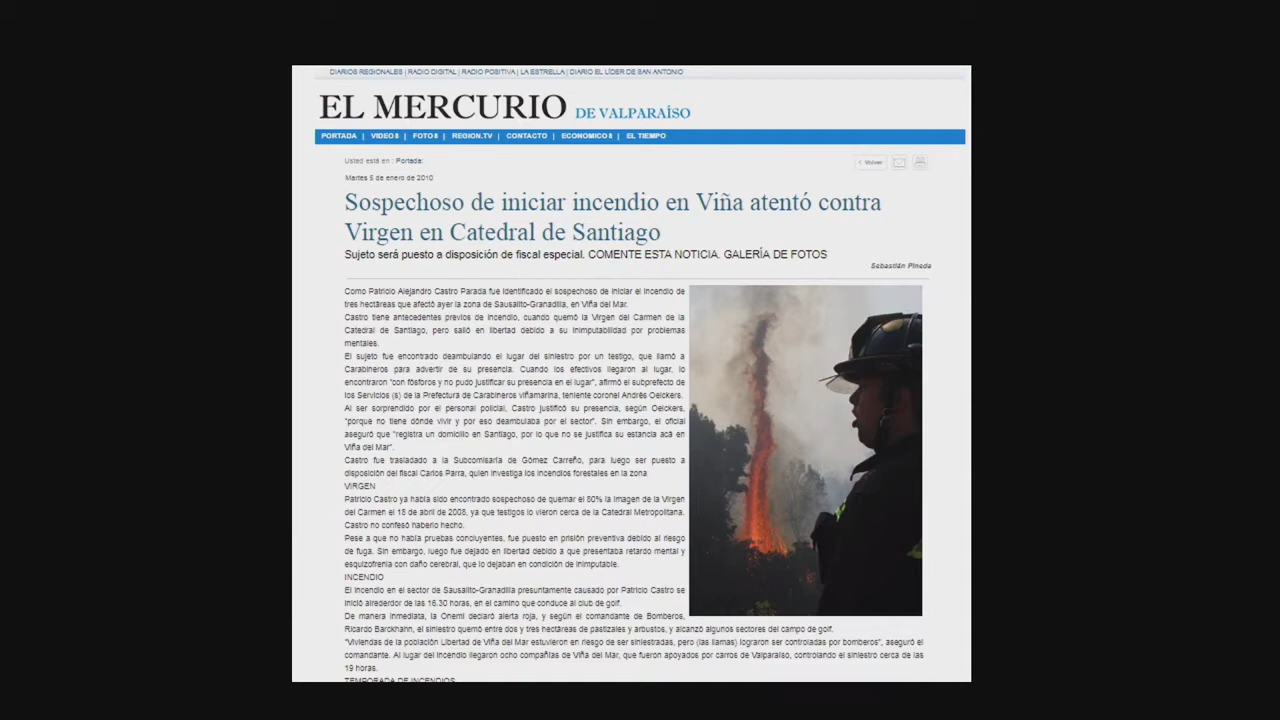 DIARIOS REGIONALES | RADIO DIGITAL | RADIO POSITIVA | LA ESTRELLA | DIARIO EL LÍDER DE SAN ANTONIO
EL MERCURIO DE VALPARAÍSO
PORTADA | VIDEOS | FOTOS | REGION.TV | CONTACTO | ECONOMICOS | EL TIEMPO
Usted está en : Portada:
Volver
Martes 5 de enero de 2010
Sospechoso de iniciar incendio en Viña atentó contra
Virgen en Catedral de Santiago
Sujeto será puesto a disposición de fiscal especial. COMENTE ESTA NOTICIA. GALERÍA DE FOTOS
Sebastián Pineda
Como Patricio Alejandro Castro Parada fue identificado el sospechoso de iniciar el incendio de
tres hectáreas que afectó ayer la zona de Sausalito-Granadilla, en Viña del Mar.
Castro tiene antecedentes previos de incendio, cuando quemó la Virgen del Carmen de la
Catedral de Santiago, pero salió en libertad debido a su inimputabilidad por problemas
mentales.
El sujeto fue encontrado deambulando el lugar del siniestro por un testigo, que llamó a
Carabineros para advertir de su presencia. Cuando los efectivos llegaron al lugar, lo
encontraron "con fósforos y no pudo justificar su presencia en el lugar", afirmó el subprefecto de
los Servicios (s) de la Prefectura de Carabineros viñamarina, teniente coronel Andrés Oelckers.
Al ser sorprendido por el personal policial, Castro justificó su presencia, según Oelckers,
"porque no tiene dónde vivir y por eso deambulaba por el sector". Sin embargo, el oficial
aseguró que "registra un domicilio en Santiago, por lo que no se justifica su estancia acá en
Viña del Mar".
Castro fue trasladado a la Subcomisaría de Gómez Carreño, para luego ser puesto a
disposición del fiscal Carlos Parra, quien investiga los incendios forestales en la zona
VIRGEN
Patricio Castro ya había sido encontrado sospechoso de quemar el 80% la imagen de la Virgen
del Carmen el 18 de abril de 2008, ya que testigos lo vieron cerca de la Catedral Metropolitana.
Castro no confesó haberlo hecho.
Pese a que no había pruebas concluyentes, fue puesto en prisión preventiva debido al riesgo
de fuga. Sin embargo, luego fue dejado en libertad debido a que presentaba retardo mental y
esquizofrenia con daño cerebral, que lo dejaban en condición de inimputable.
INCENDIO
El incendio en el sector de Sausalito-Granadilla presuntamente causado por Patricio Castro se
inició alrededor de las 16.30 horas, en el camino que conduce al club de golf.
De manera inmediata, la Onemi declaró alerta roja, y según el comandante de Bomberos,
Ricardo Barckhahn, el siniestro quemó entre dos y tres hectáreas de pastizales y arbustos, y alcanzó algunos sectores del campo de golf.
"Viviendas de la población Libertad de Viña del Mar estuvieron en riesgo de ser siniestradas, pero (las llamas) lograron ser controladas por bomberos", aseguró el
comandante. Al lugar del incendio llegaron ocho compañías de Viña del Mar, que fueron apoyados por carros de Valparaíso, controlando el siniestro cerca de las
19 horas.
TEMPORADA DE INCENDIOS